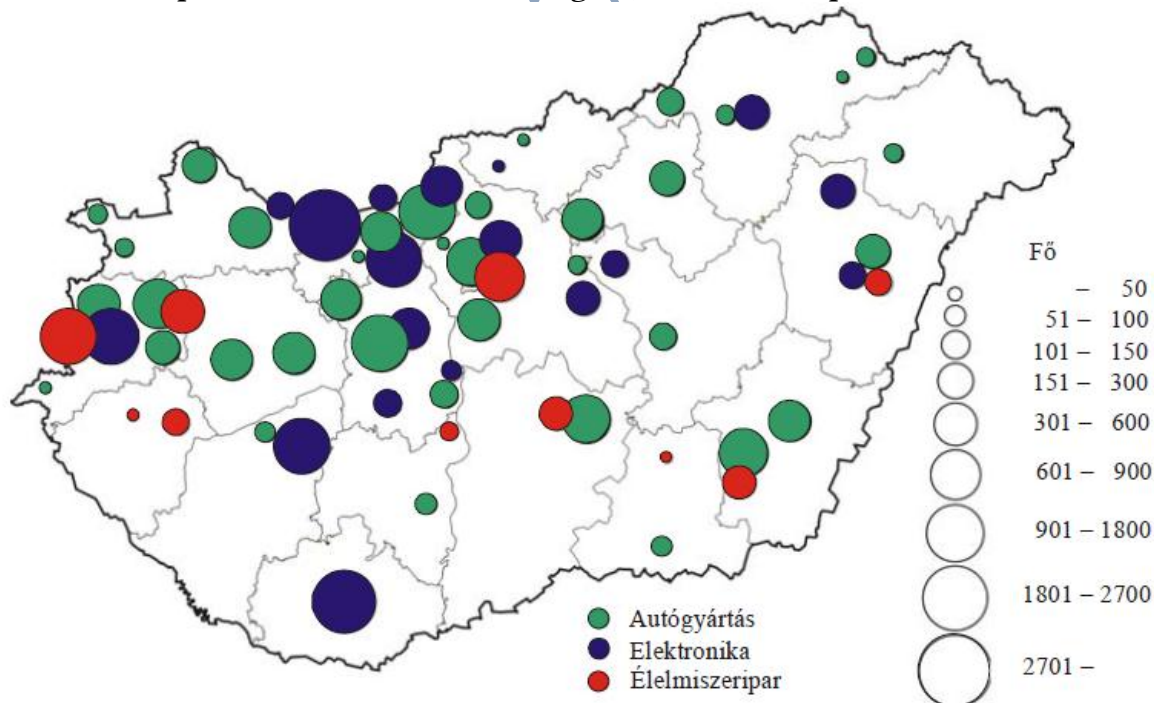 Fő
– 50
51 – 100
101 – 150
151 – 300
301 – 600
601 – 900
901 – 1800
1801 – 2700
2701 –
Autógyártás
Elektronika
Élelmiszeripar